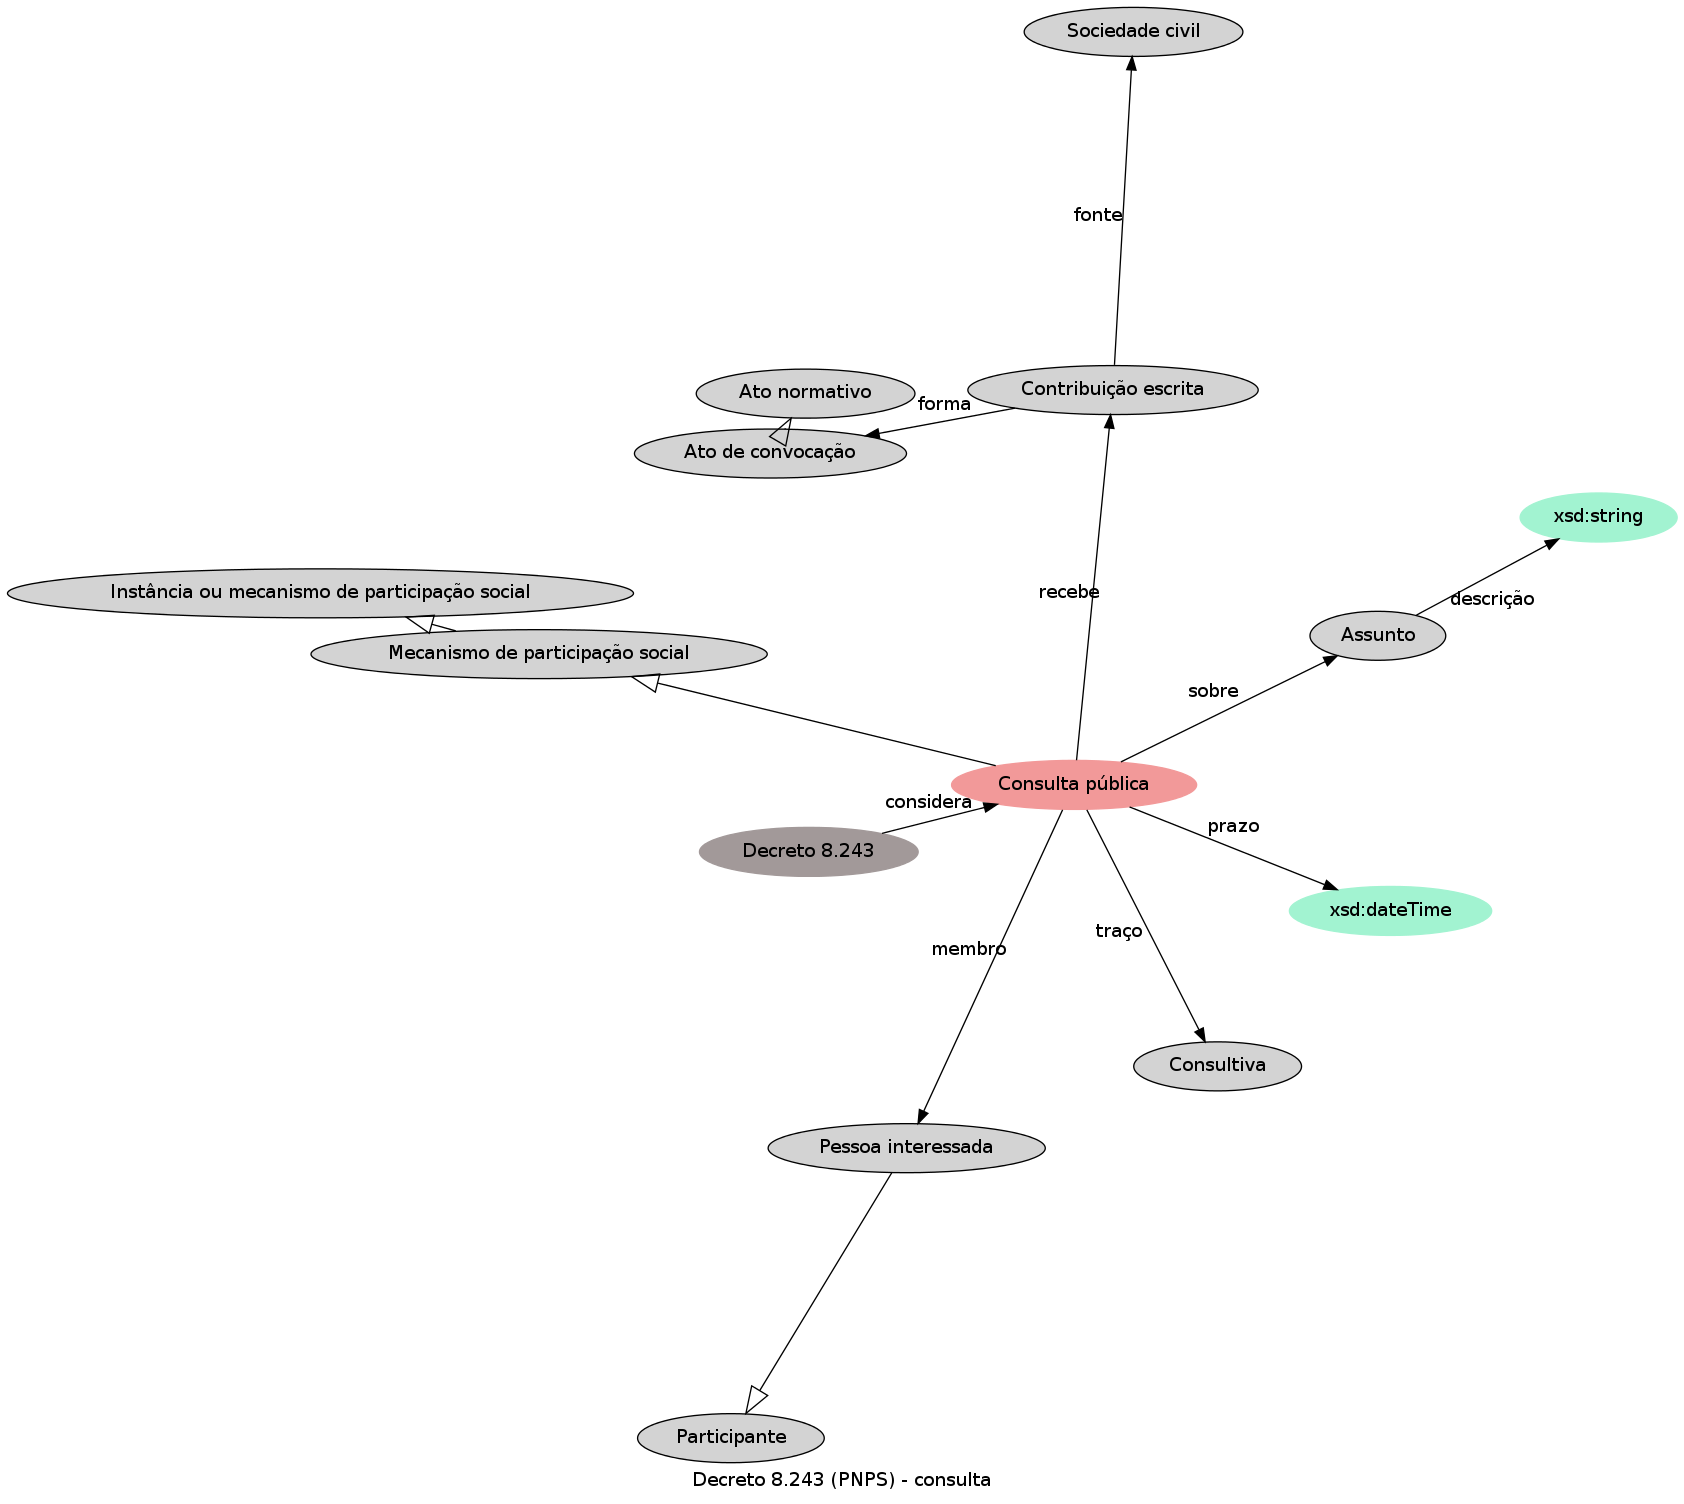 Sociedade civil
fonte
Ato normativo
Contribuição escrita
forma
Ato de convocação
xsd:string
Instância ou mecanismo de participação social
recebe
descrição
Assunto
Mecanismo de participação social
sobre
Consulta pública
considera
prazo
Decreto 8.243
xsd:dateTime
membro
traço
Consultiva
Pessoa interessada
Participante
Decreto 8.243 (PNPS) - consulta